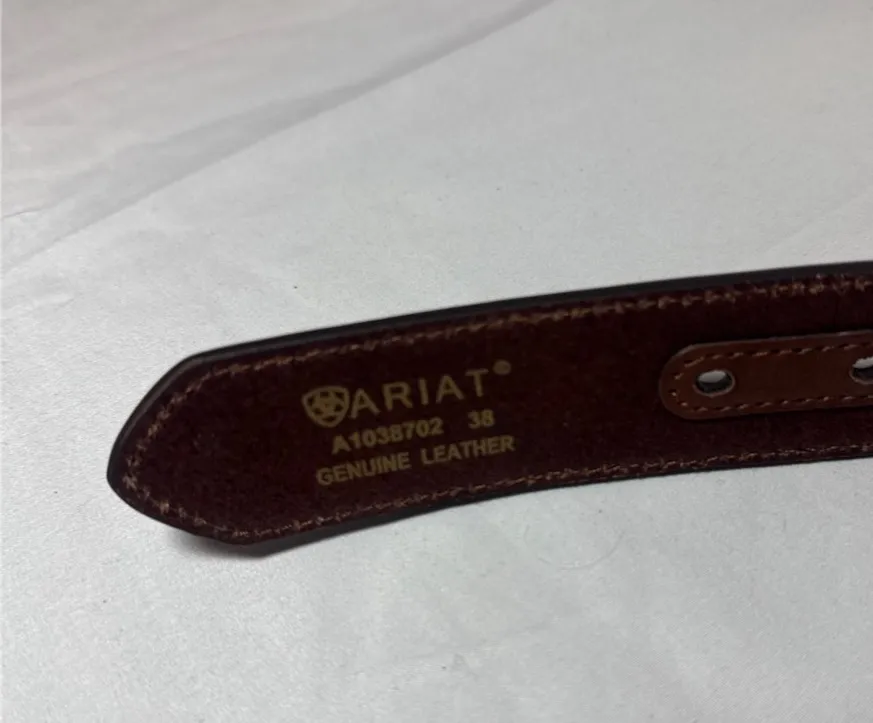 ARIAT®
A1038702 38
GENUINE LEATHER